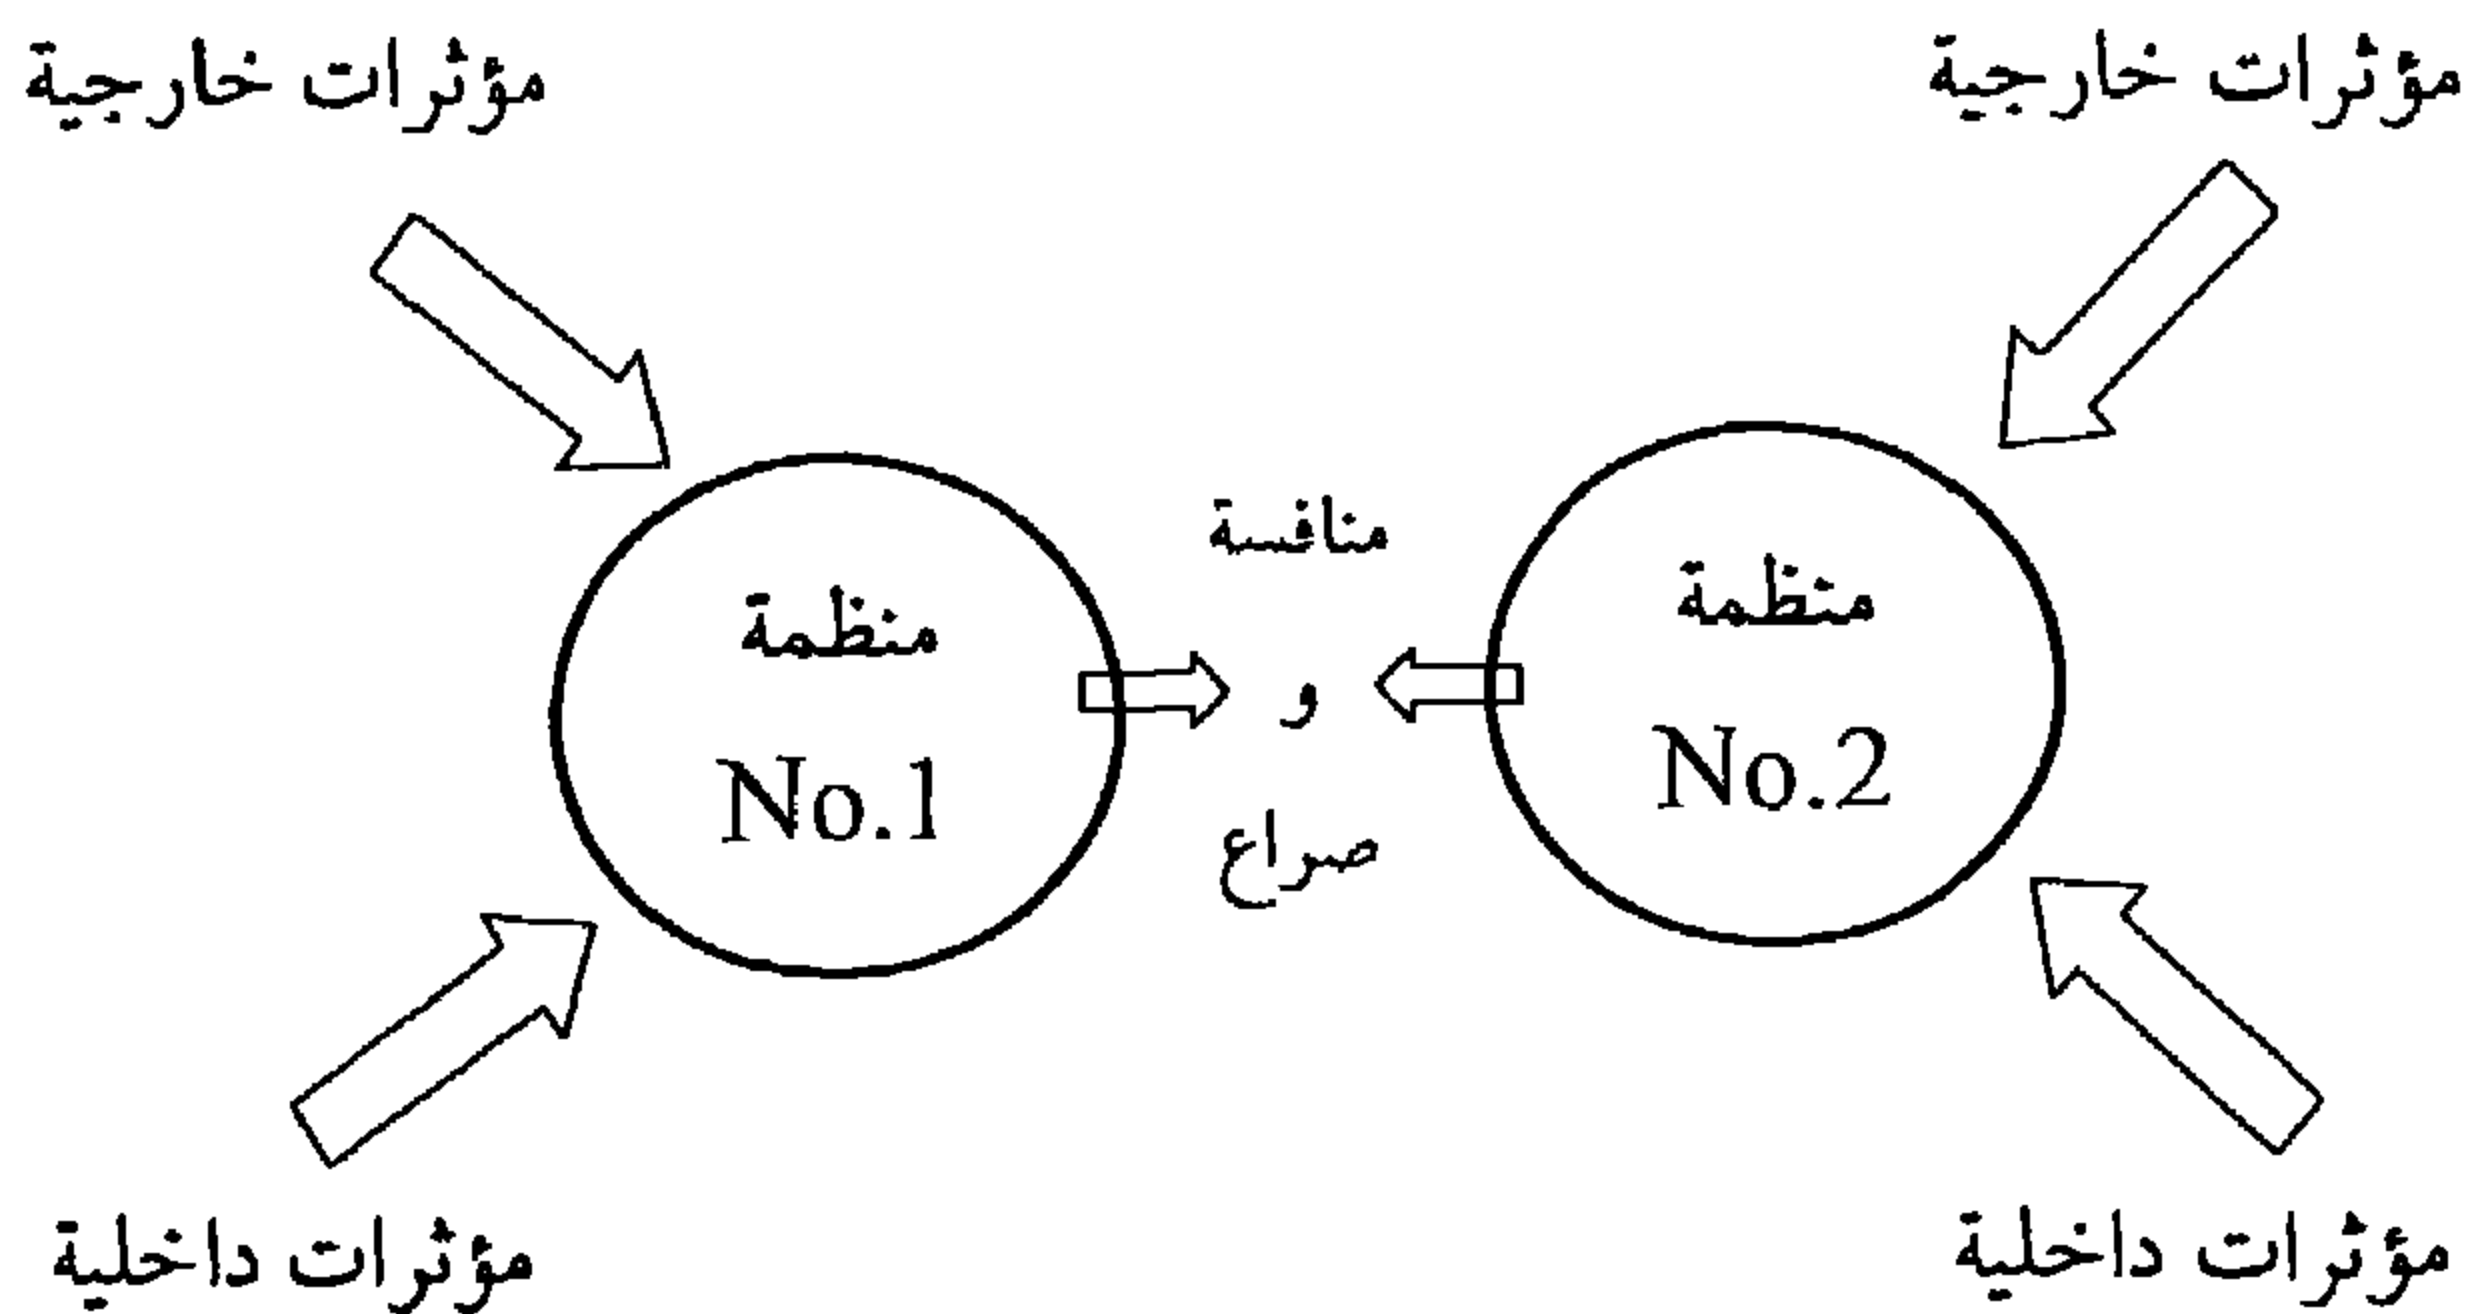 مؤثرات خارجية
مؤثرات خارجية
منافسة
منظمة
No.2
منظمة
No.1
و
صراع
مؤثرات داخلية
مؤثرات داخلية